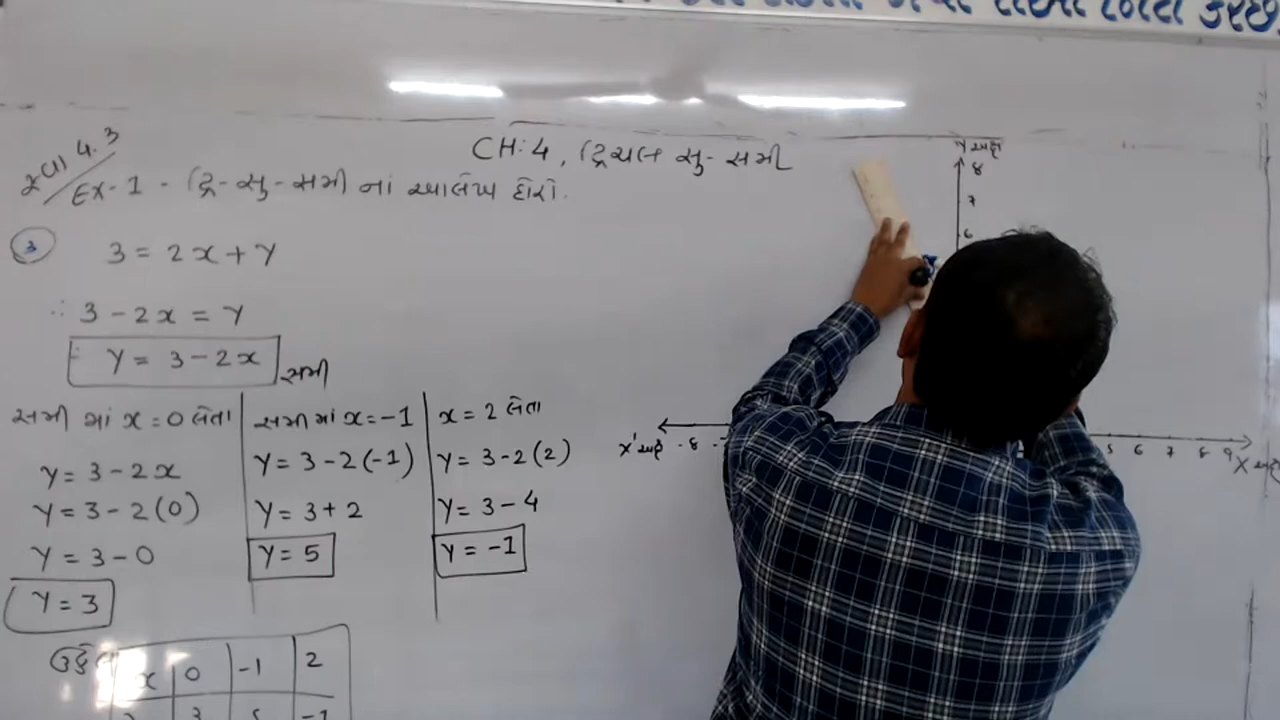 CH: 4, દ્વિચલ સુ-સમી
સ્વા 4.3
Ex-1 - દ્વિ-સુ-સમી નાં આલેખ દોરો.
3
3 = 2x + y
∴ 3 - 2x = y
y = 3 - 2x
સમી
સમી માં x = 0 લેતા
y = 3 - 2x
y = 3 - 2(0)
y = 3 - 0
y = 3
સમી માં x = -1
y = 3 - 2(-1)
y = 3 + 2
y = 5
x = 2 લેતા
y = 3 - 2(2)
y = 3 - 4
y = -1
x 0 -1 2
3 5 -1
y અક્ષ
8
7
6
x' અક્ષ -8
5 6 7 8 9 X અક્ષ